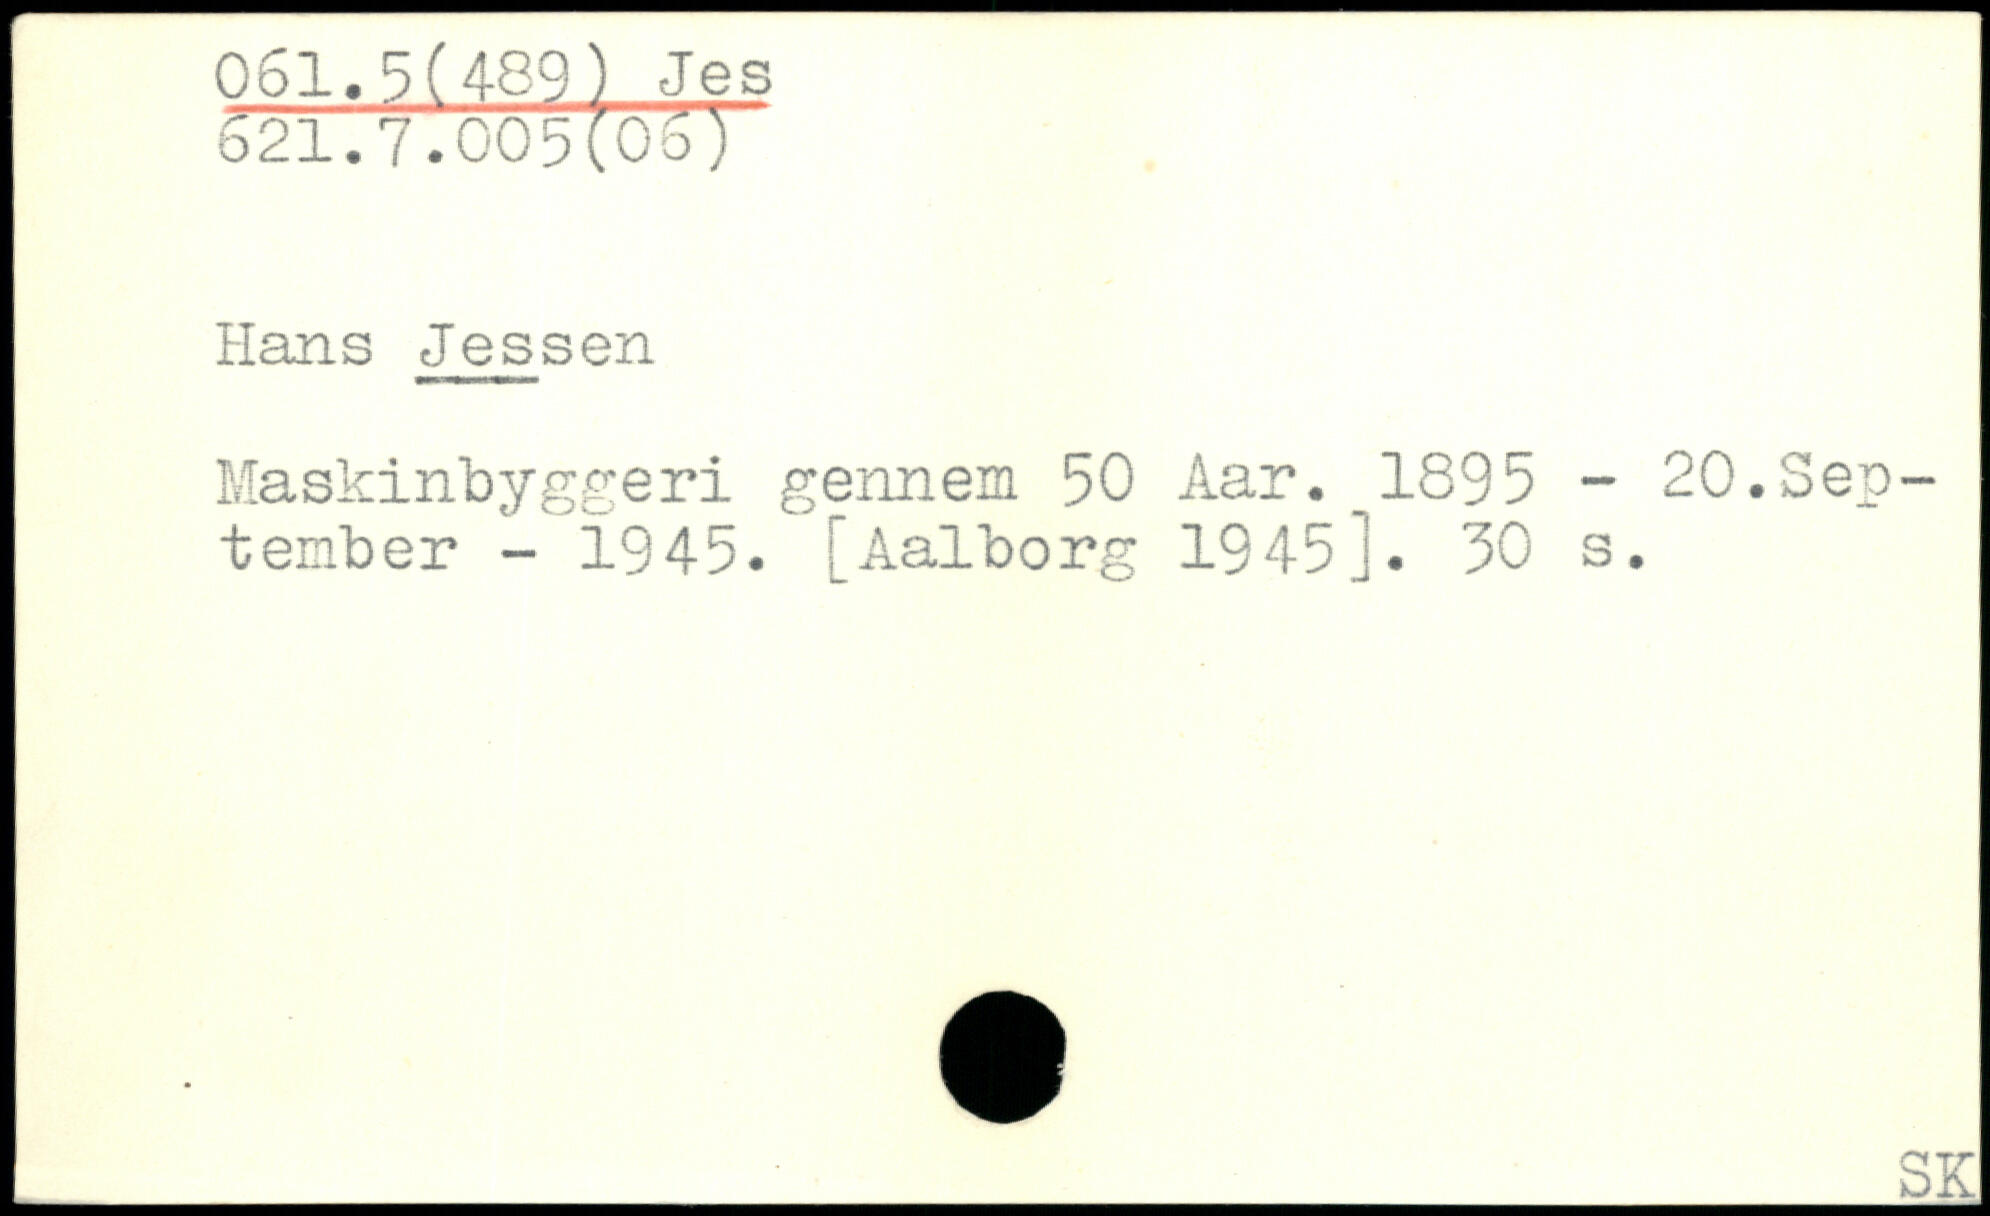 061.5(489) Jes
621.7.005(06)
Hans Jessen
Maskinbyggeri gennem 50 Aar. 1895 - 20.Sep-
tember - 1945. [Aalborg 1945]. 30 s.
SK